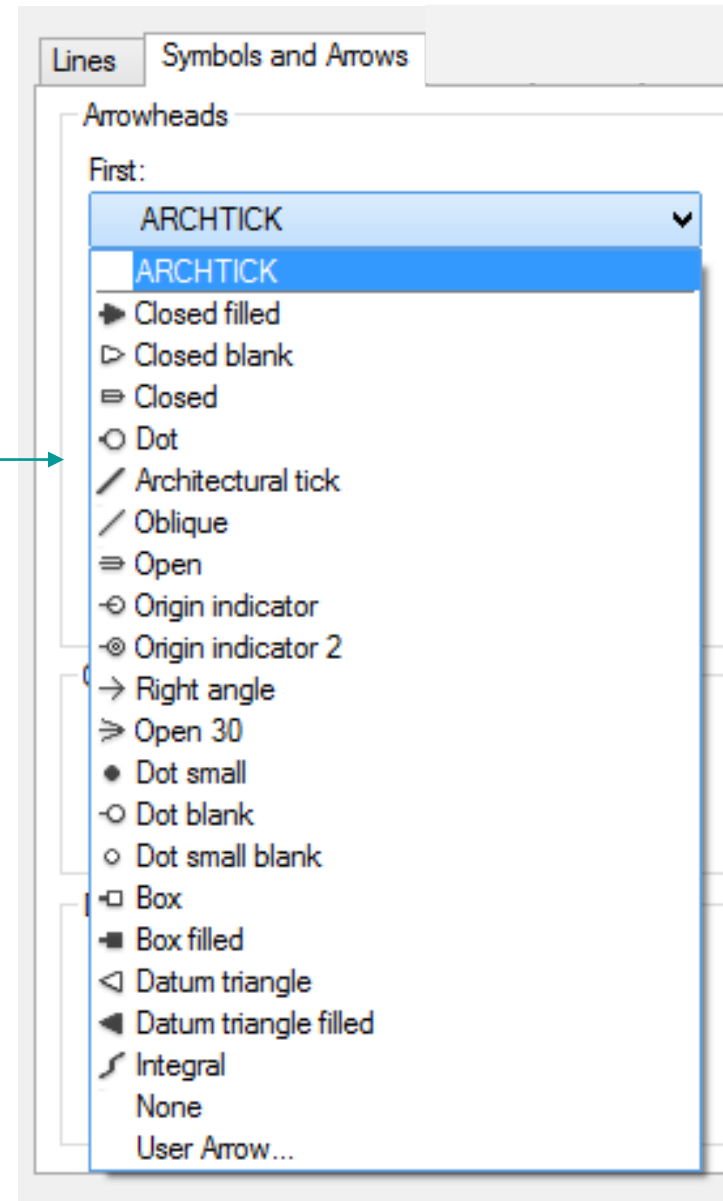 Lines
Symbols and Arrows
Arrowheads
First:
ARCHTICK
ARCHTICK
Closed filled
Closed blank
Closed
Dot
Architectural tick
Oblique
Open
Origin indicator
Origin indicator 2
Right angle
Open 30
Dot small
Dot blank
Dot small blank
Box
Box filled
Datum triangle
Datum triangle filled
Integral
None
User Arrow...